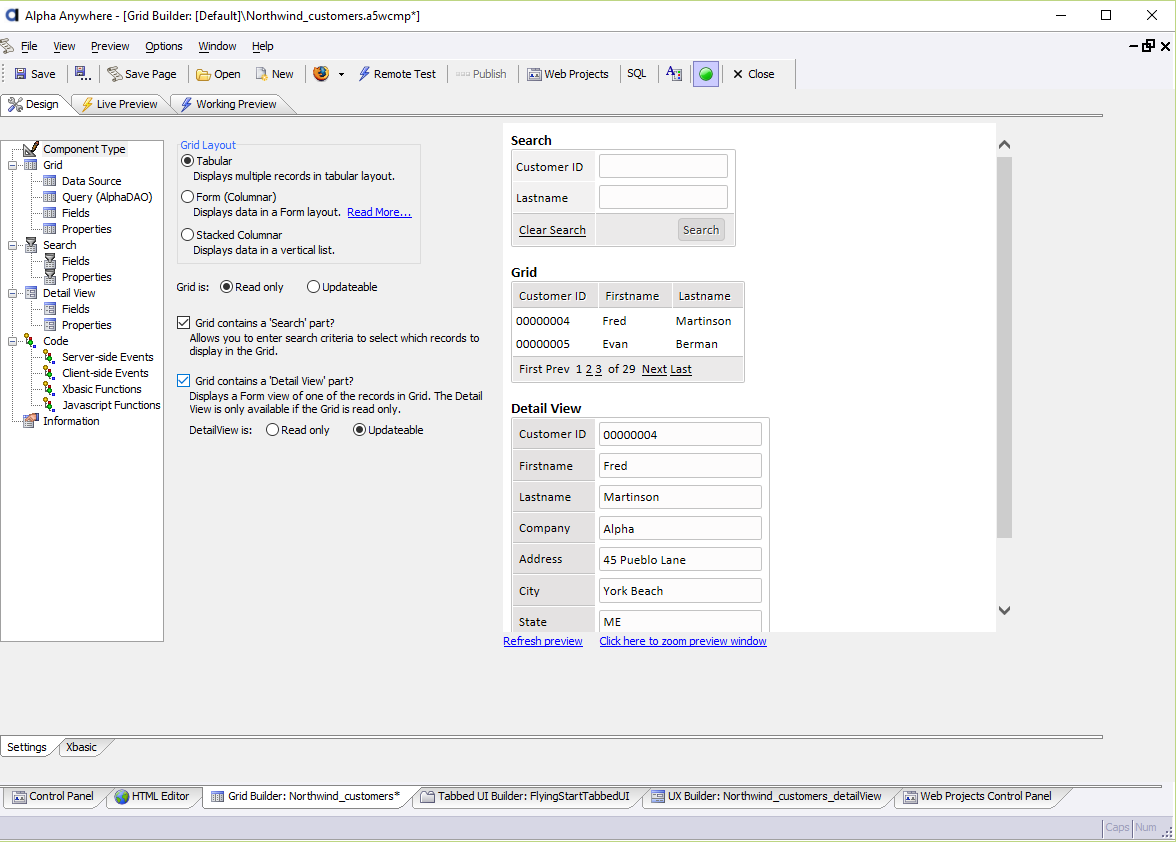 Alpha Anywhere - [Grid Builder: [Default]\Northwind_customers.a5wcmp*]
File View Preview Options Window Help
Save Save Page Open New Remote Test Publish Web Projects SQL Close
Design Live Preview Working Preview
Component Type
Grid
Data Source
Query (AlphaDAO)
Fields
Properties
Search
Fields
Properties
Detail View
Fields
Properties
Code
Server-side Events
Client-side Events
Xbasic Functions
Javascript Functions
Information
Grid Layout
Tabular
Displays multiple records in tabular layout.
Form (Columnar)
Displays data in a Form layout. Read More...
Stacked Columnar
Displays data in a vertical list.
Grid is: Read only Updateable
Grid contains a 'Search' part?
Allows you to enter search criteria to select which records to
display in the Grid.
Grid contains a 'Detail View' part?
Displays a Form view of one of the records in Grid. The Detail
View is only available if the Grid is read only.
DetailView is: Read only Updateable
Search
Customer ID
Lastname
Clear Search Search
Grid
Customer ID Firstname Lastname
00000004 Fred Martinson
00000005 Evan Berman
First Prev 1 2 3 of 29 Next Last
Detail View
Customer ID 00000004
Firstname Fred
Lastname Martinson
Company Alpha
Address 45 Pueblo Lane
City York Beach
State ME
Refresh preview Click here to zoom preview window
Settings Xbasic
Control Panel HTML Editor Grid Builder: Northwind_customers* Tabbed UI Builder: FlyingStartTabbedUI UX Builder: Northwind_customers_detailView Web Projects Control Panel
Caps Num